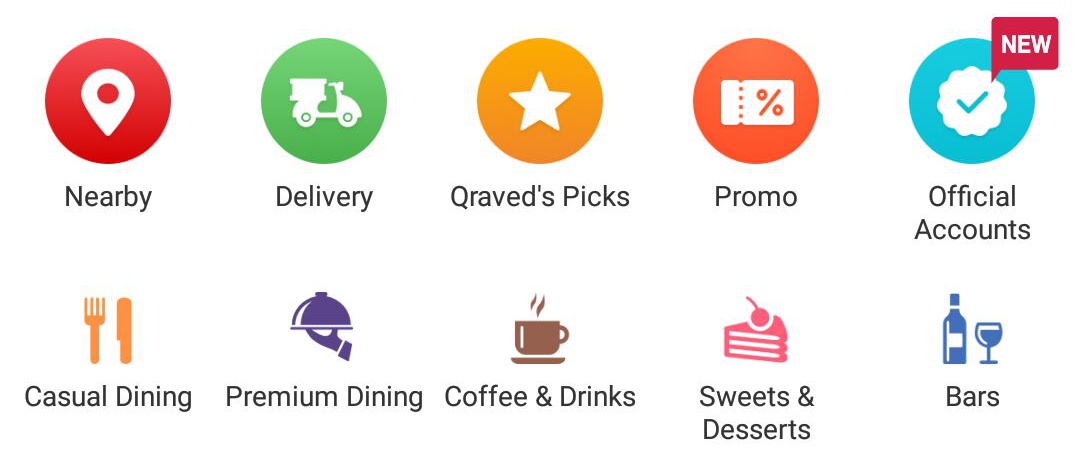 NEW
Nearby
Delivery
Qraved's Picks
Promo
Official
Accounts
Casual Dining
Premium Dining
Coffee & Drinks
Sweets &
Desserts
Bars